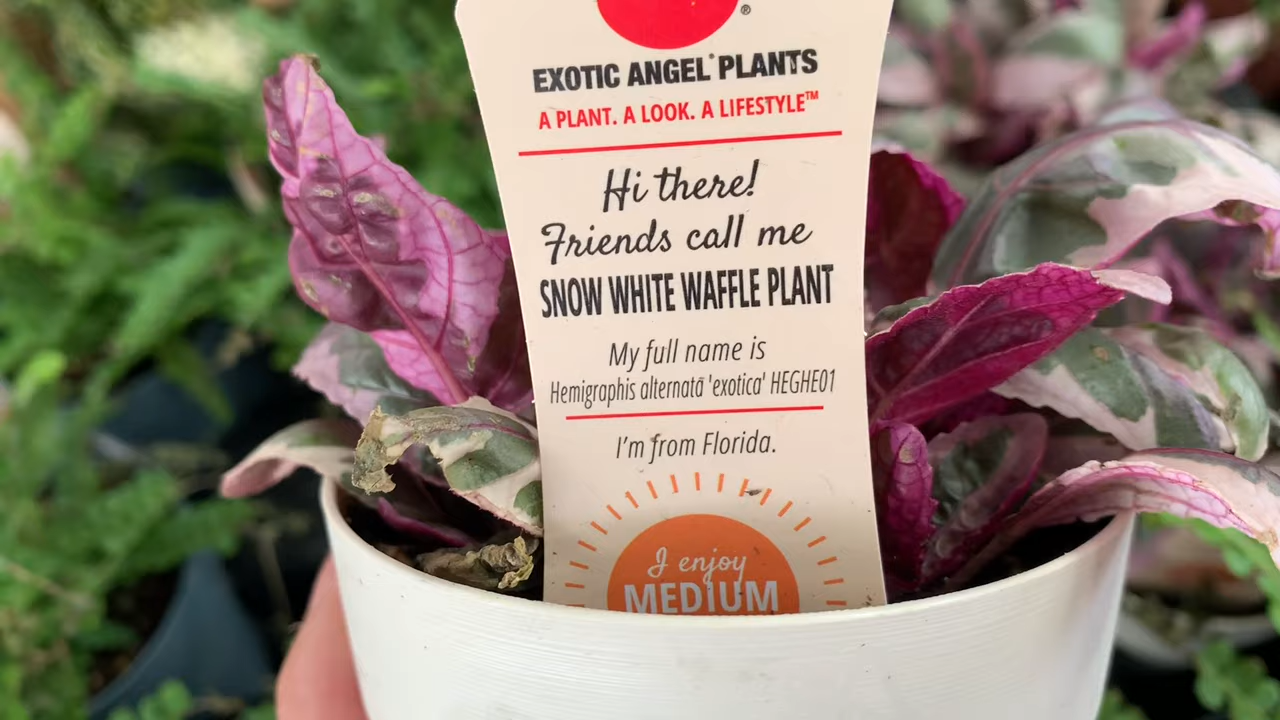 ®
EXOTIC ANGEL® PLANTS
A PLANT. A LOOK. A LIFESTYLE™
Hi there!
Friends call me
SNOW WHITE WAFFLE PLANT
My full name is
Hemigraphis alternata 'exotica' HEGHE01
I'm from Florida.
I enjoy
MEDIUM